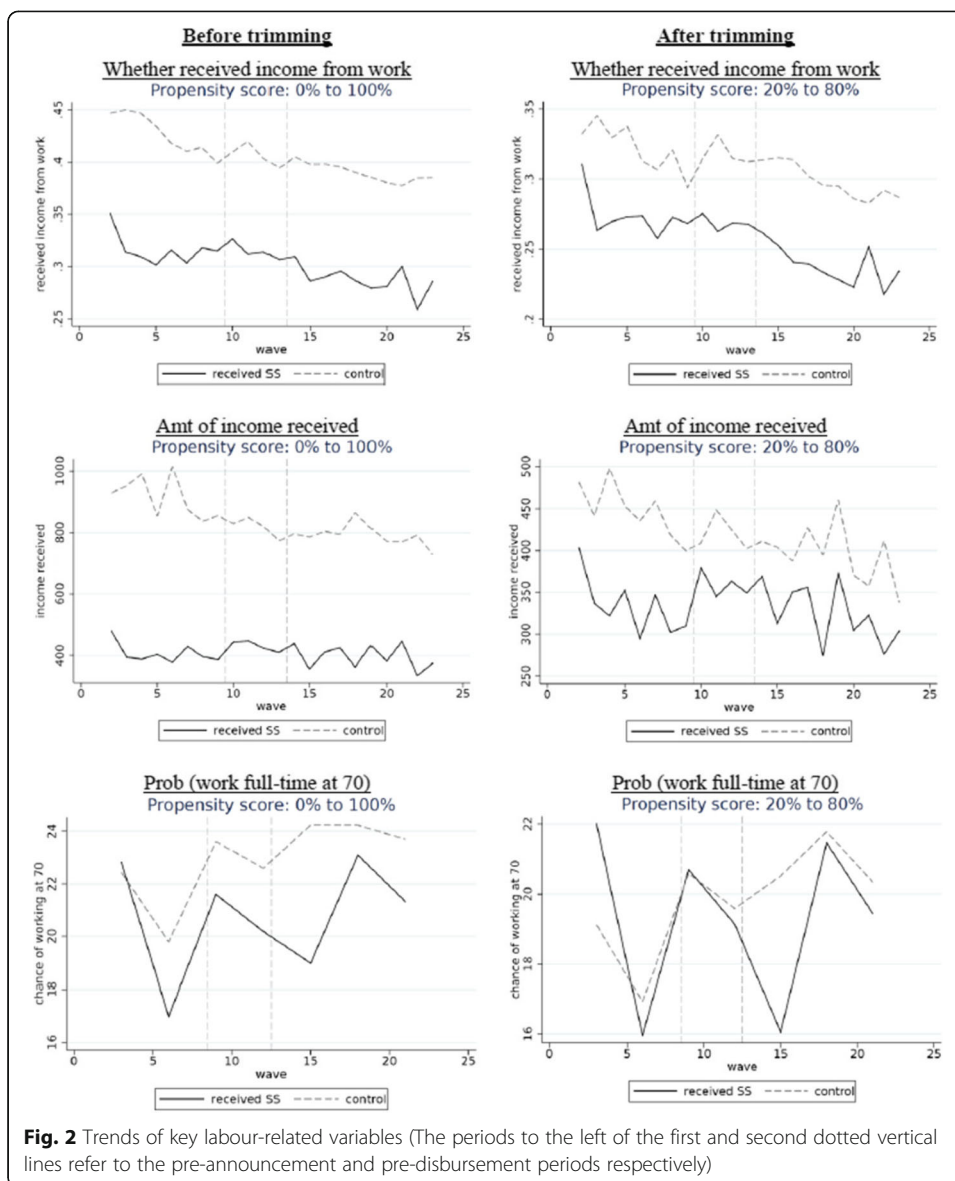 Before trimming
After trimming
Whether received income from work
Propensity score: 0% to 100%
received income from work
.25 .3 .35 .4 .45
0 5 10 15 20 25
wave
received SS control
Whether received income from work
Propensity score: 20% to 80%
received income from work
.2 .25 .3 .35
0 5 10 15 20 25
wave
received SS control
Amt of income received
Propensity score: 0% to 100%
income received
400 600 800 1000
0 5 10 15 20 25
wave
received SS control
Amt of income received
Propensity score: 20% to 80%
income received
250 300 350 400 450 500
0 5 10 15 20 25
wave
received SS control
Prob (work full-time at 70)
Propensity score: 0% to 100%
chance of working at 70
16 18 20 22 24
0 5 10 15 20 25
wave
received SS control
Prob (work full-time at 70)
Propensity score: 20% to 80%
chance of working at 70
16 18 20 22
0 5 10 15 20 25
wave
received SS control
Fig. 2 Trends of key labour-related variables (The periods to the left of the first and second dotted vertical
lines refer to the pre-announcement and pre-disbursement periods respectively)